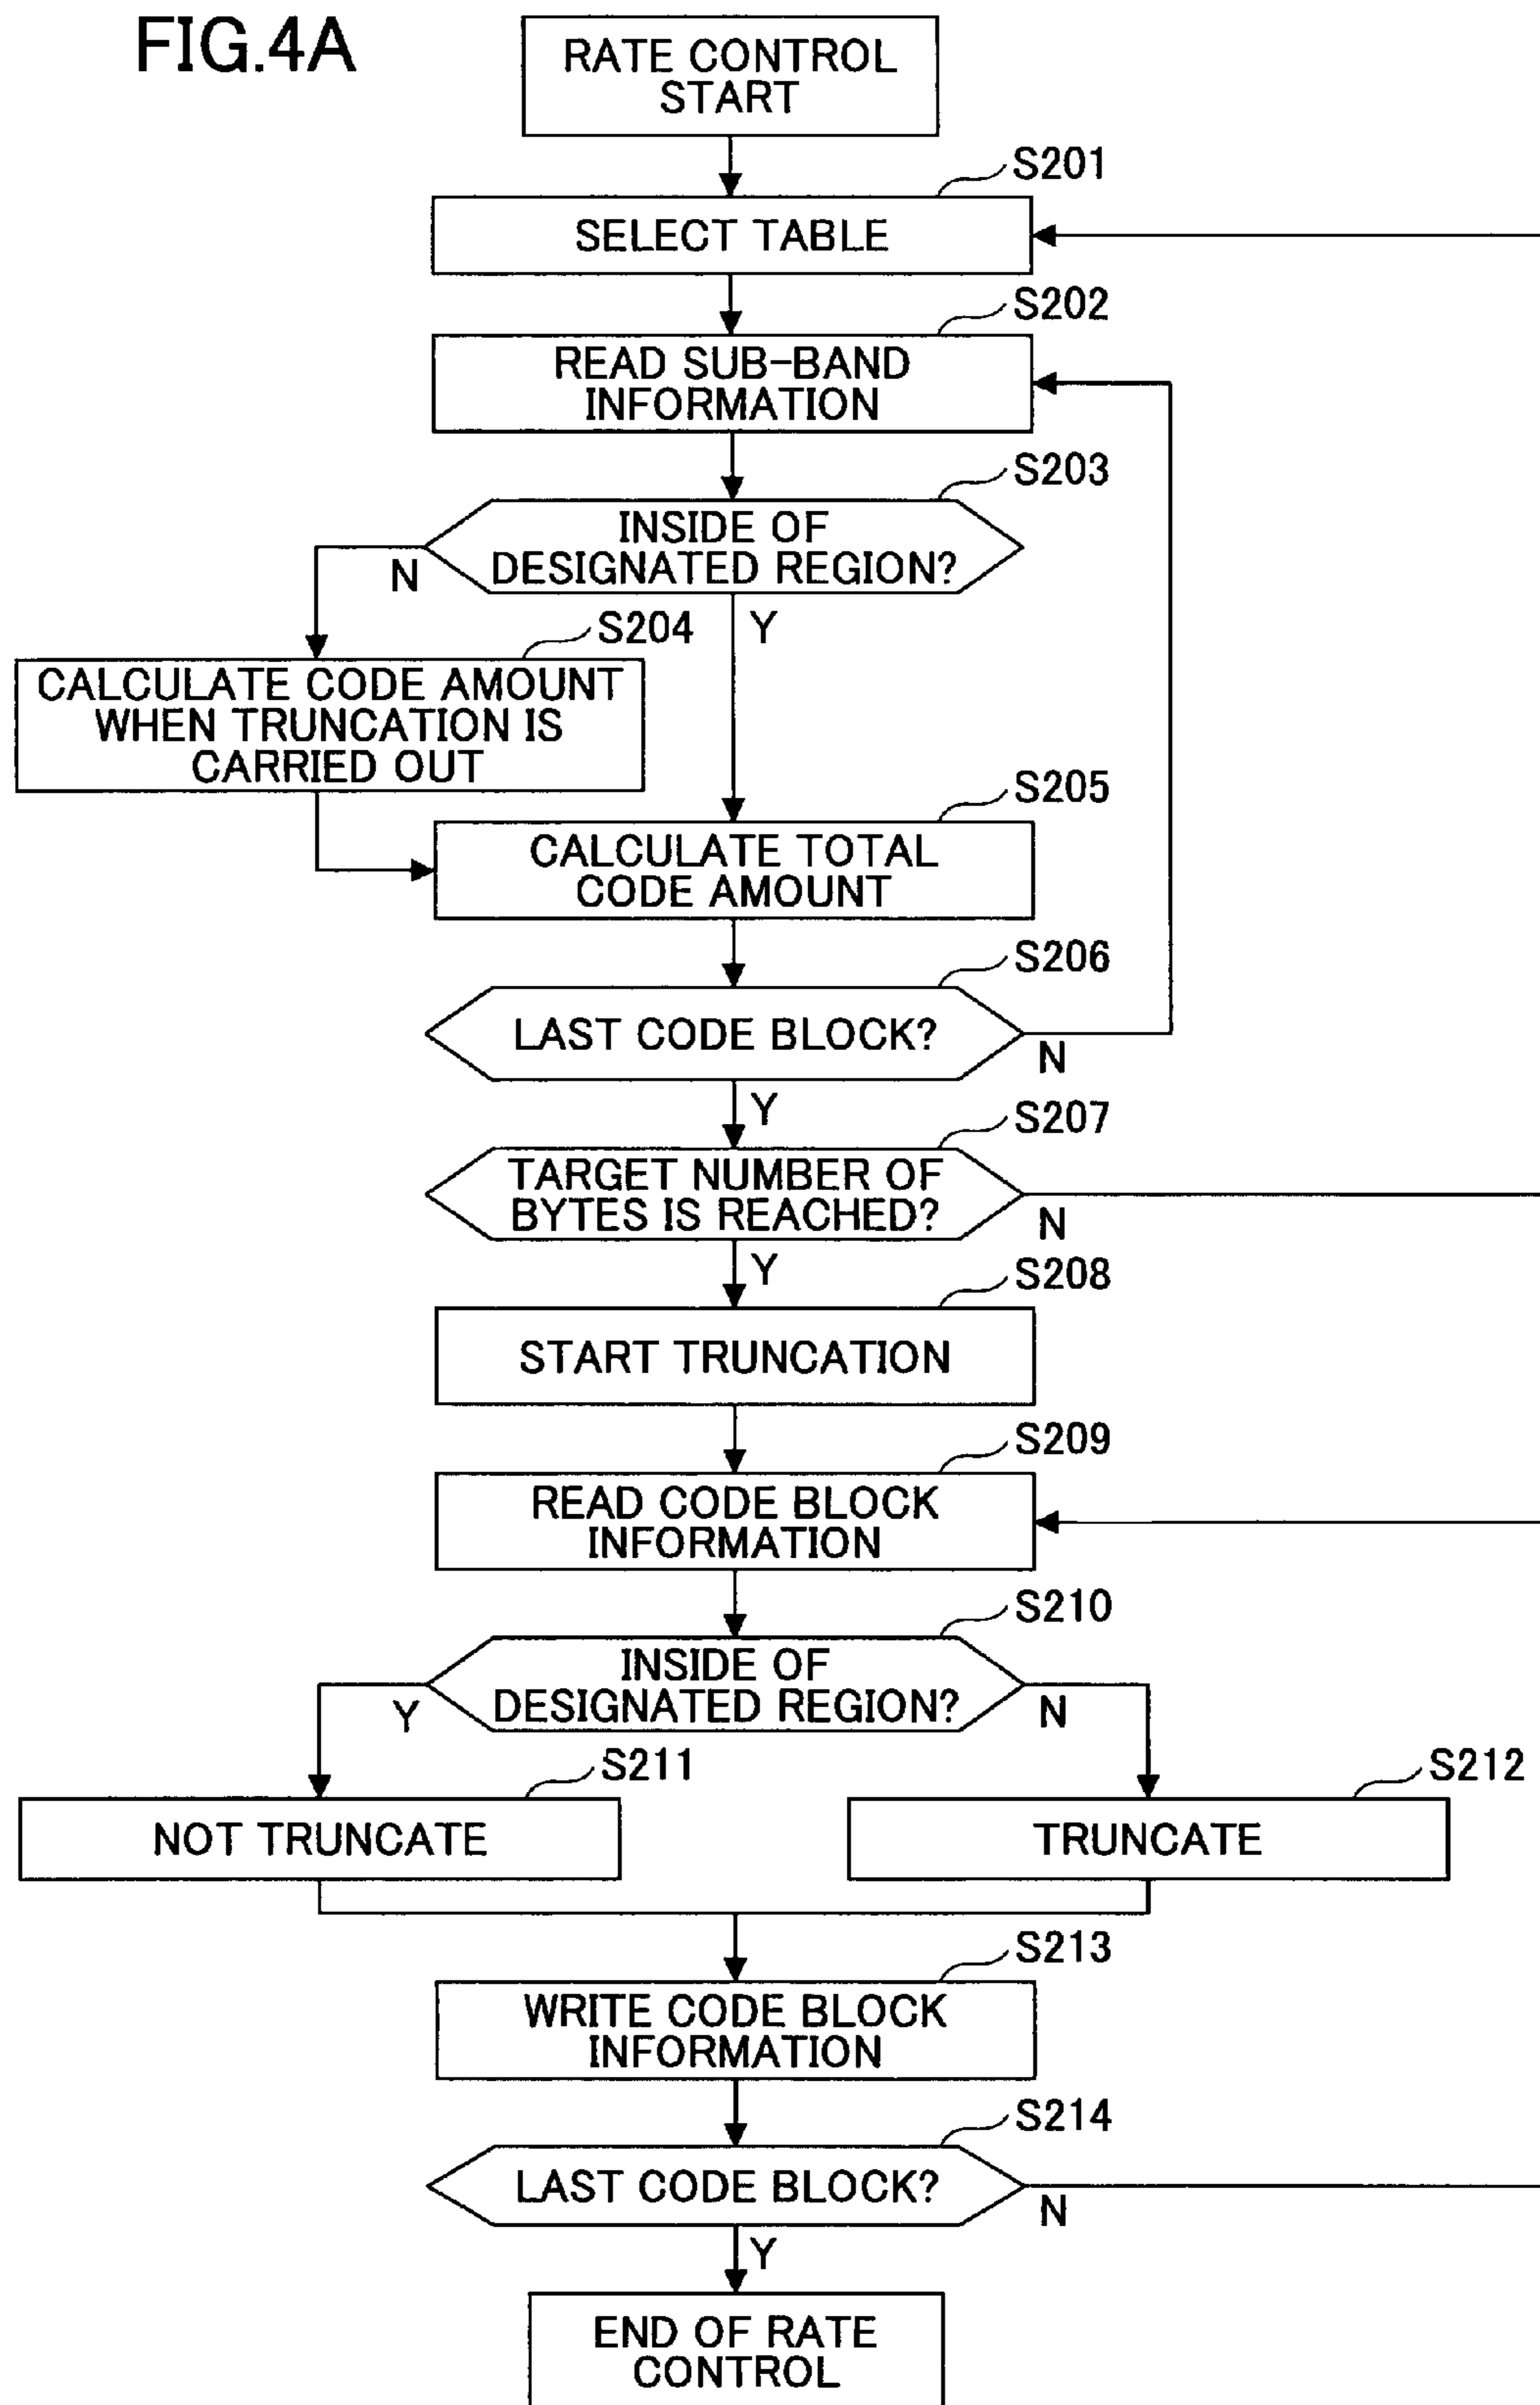 FIG.4A
RATE CONTROL
START
S201
SELECT TABLE
S202
READ SUB-BAND
INFORMATION
S203
INSIDE OF
DESIGNATED REGION?
N
Y
S204
CALCULATE CODE AMOUNT
WHEN TRUNCATION IS
CARRIED OUT
S205
CALCULATE TOTAL
CODE AMOUNT
S206
LAST CODE BLOCK?
N
Y
S207
TARGET NUMBER OF
BYTES IS REACHED?
N
Y
S208
START TRUNCATION
S209
READ CODE BLOCK
INFORMATION
S210
INSIDE OF
DESIGNATED REGION?
Y
N
S211
NOT TRUNCATE
S212
TRUNCATE
S213
WRITE CODE BLOCK
INFORMATION
S214
LAST CODE BLOCK?
N
Y
END OF RATE
CONTROL